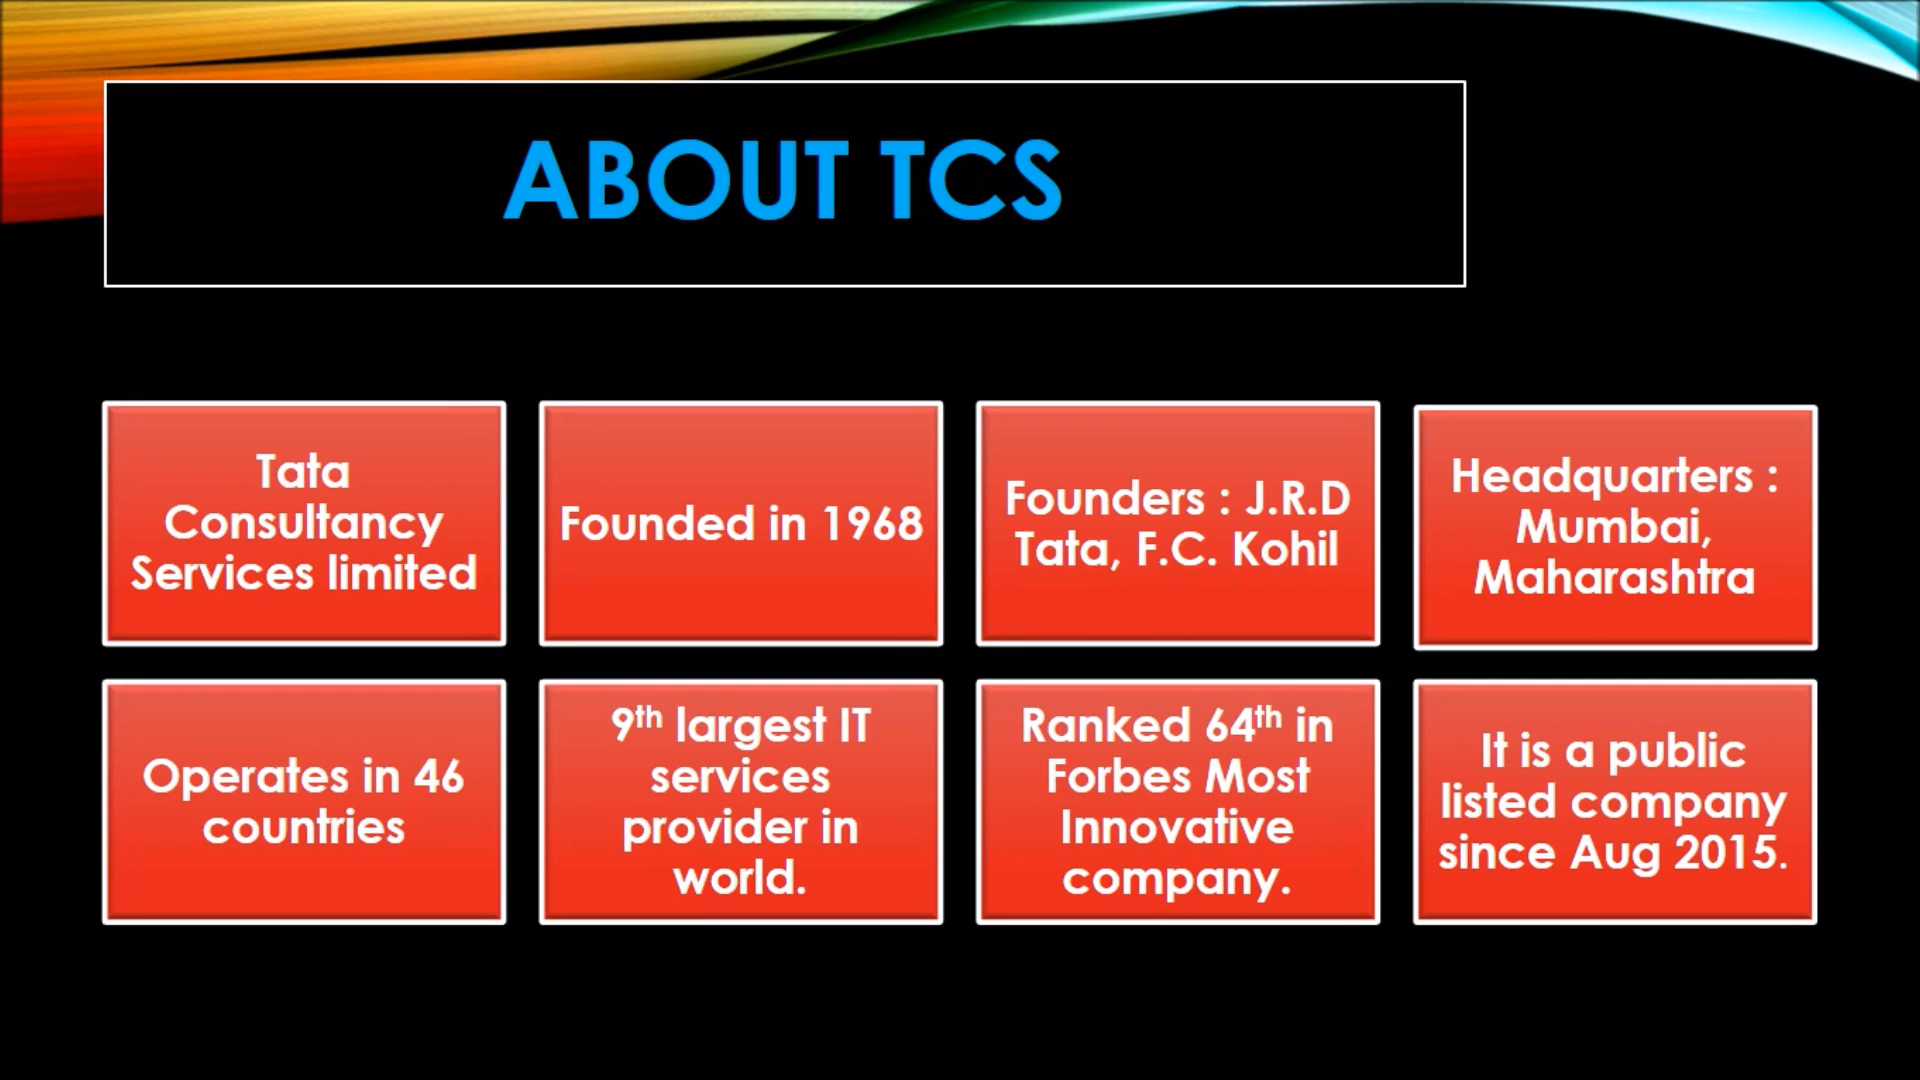 ABOUT TCS
Tata
Consultancy
Services limited
Founded in 1968
Founders : J.R.D
Tata, F.C. Kohil
Headquarters :
Mumbai,
Maharashtra
Operates in 46
countries
9th largest IT
services
provider in
world.
Ranked 64th in
Forbes Most
Innovative
company.
It is a public
listed company
since Aug 2015.